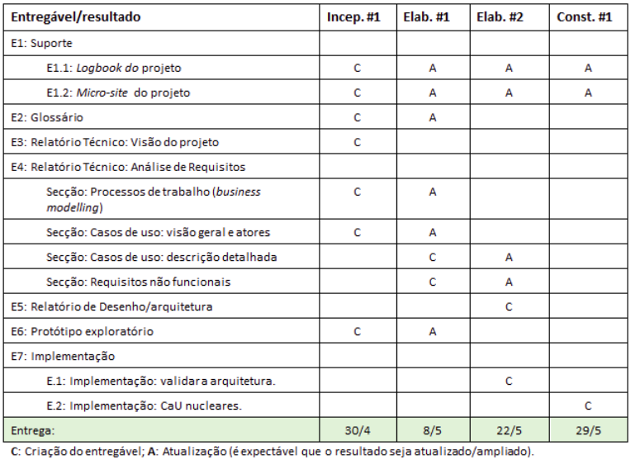 Entregável/resultado Incep. #1 Elab. #1 Elab. #2 Const. #1
E1: Suporte
E1.1: Logbook do projeto C A A A
E1.2: Micro-site do projeto C A A A
E2: Glossário C A
E3: Relatório Técnico: Visão do projeto C
E4: Relatório Técnico: Análise de Requisitos
Secção: Processos de trabalho (business C A
modelling)
Secção: Casos de uso: visão geral e atores C A
Secção: Casos de uso: descrição detalhada C A
Secção: Requisitos não funcionais C A
E5: Relatório de Desenho/arquitetura C
E6: Protótipo exploratório C A
E7: Implementação
E.1: Implementação: validar a arquitetura. C
E.2: Implementação: CaU nucleares. C
Entrega: 30/4 8/5 22/5 29/5
C: Criação do entregável; A: Atualização (é expectável que o resultado seja atualizado/ampliado).